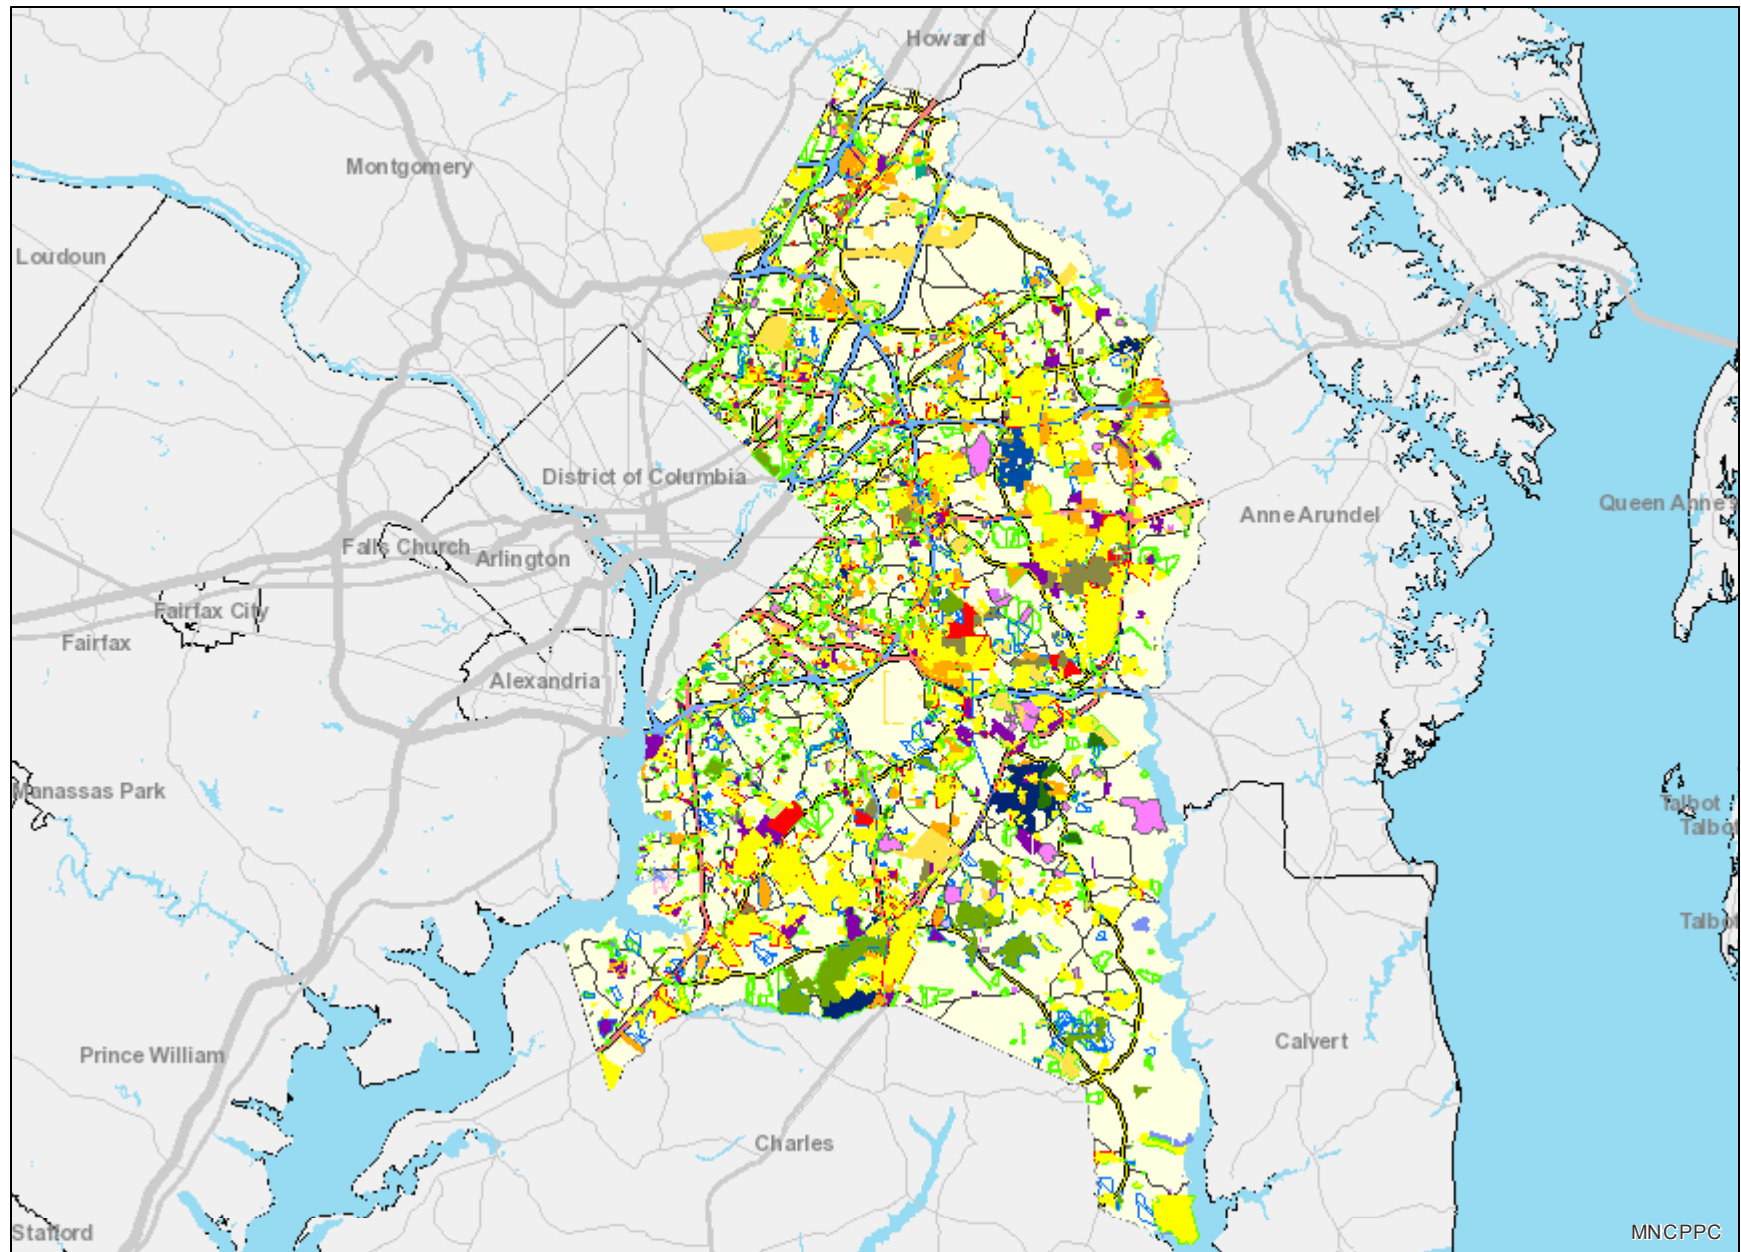 Howard
Montgomery
Loudoun
District of Columbia
Queen Anne's
Anne Arundel
Falls Church
Arlington
Fairfax City
Fairfax
Alexandria
Manassas Park
Talbot
Talbot
Talbot
Calvert
Prince William
Charles
Stafford
MNCPPC